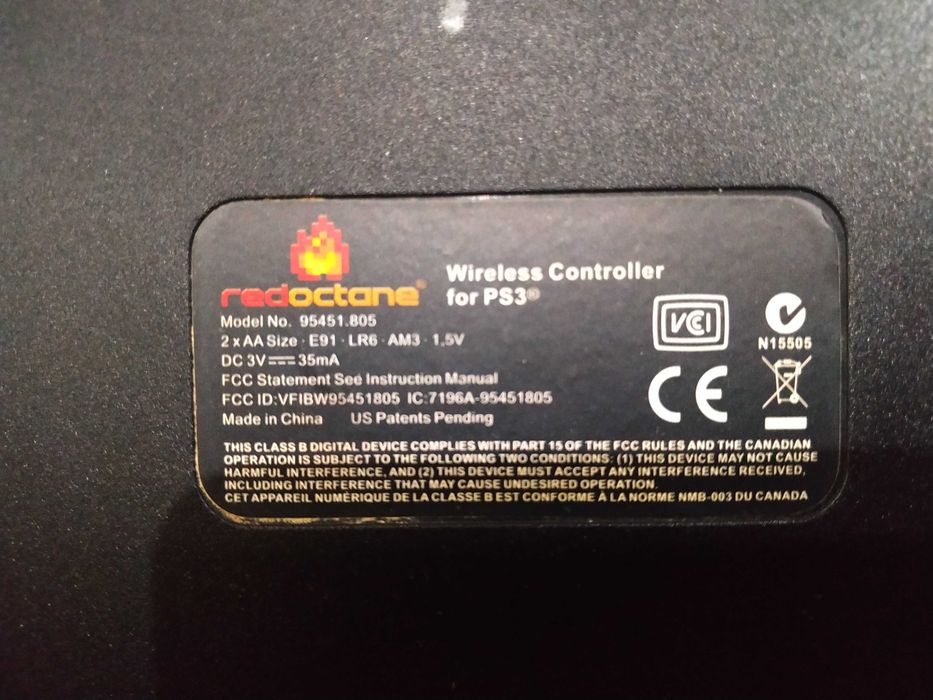 redoctane®
Wireless Controller
for PS3®
Model No. 95451.805
2 x AA Size · E91 · LR6 · AM3 · 1,5V
DC 3V⎓35mA
FCC Statement See Instruction Manual
FCC ID:VFIBW95451805 IC:7196A-95451805
Made in China US Patents Pending
VCCI
N15505
CE
THIS CLASS B DIGITAL DEVICE COMPLIES WITH PART 15 OF THE FCC RULES AND THE CANADIAN
OPERATION IS SUBJECT TO THE FOLLOWING TWO CONDITIONS: (1) THIS DEVICE MAY NOT CAUSE
HARMFUL INTERFERENCE, AND (2) THIS DEVICE MUST ACCEPT ANY INTERFERENCE RECEIVED,
INCLUDING INTERFERENCE THAT MAY CAUSE UNDESIRED OPERATION.
CET APPAREIL NUMÉRIQUE DE LA CLASSE B EST CONFORME À LA NORME NMB-003 DU CANADA